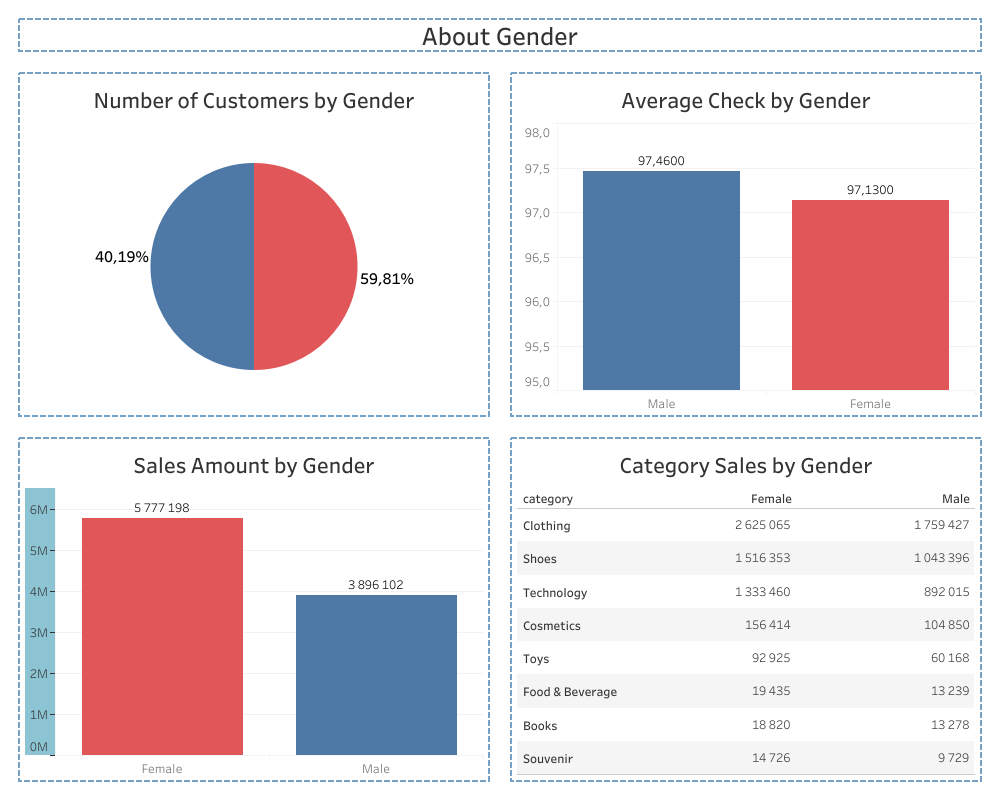 About Gender
Number of Customers by Gender
40,19%
59,81%
Average Check by Gender
98,0
97,5
97,0
96,5
96,0
95,5
95,0
97,4600
97,1300
Male Female
Sales Amount by Gender
6M
5M
4M
3M
2M
1M
0M
5 777 198
3 896 102
Female Male
Category Sales by Gender
category Female Male
Clothing 2 625 065 1 759 427
Shoes 1 516 353 1 043 396
Technology 1 333 460 892 015
Cosmetics 156 414 104 850
Toys 92 925 60 168
Food & Beverage 19 435 13 239
Books 18 820 13 278
Souvenir 14 726 9 729